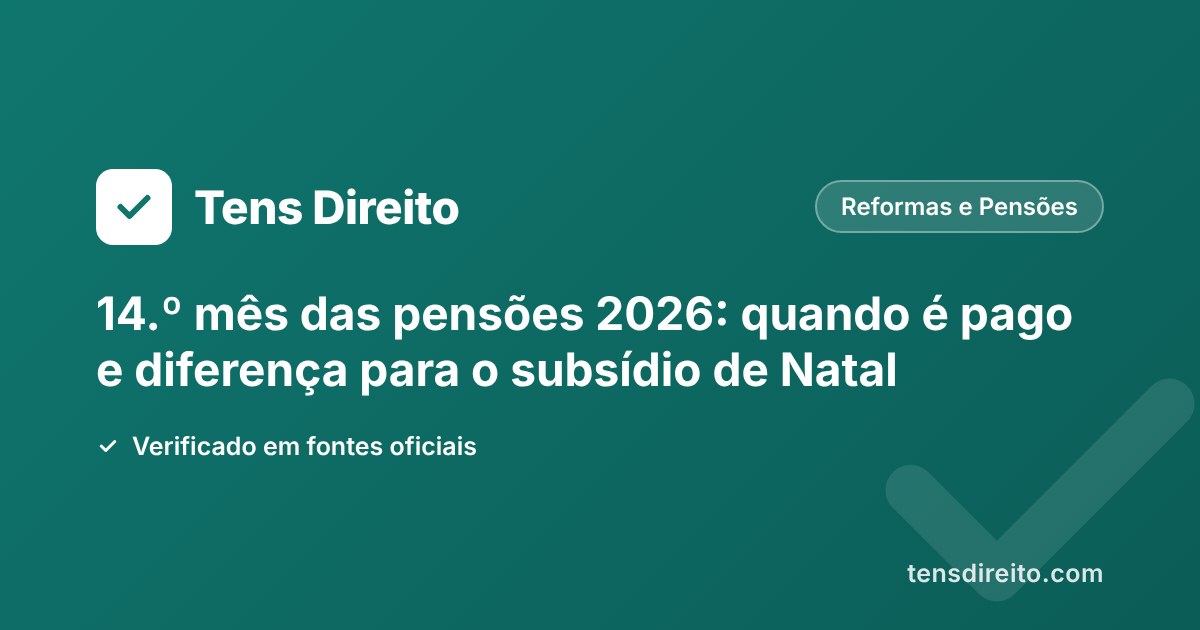 Tens Direito
Reformas e Pensões
14.º mês das pensões 2026: quando é pago
e diferença para o subsídio de Natal
Verificado em fontes oficiais
tensdireito.com